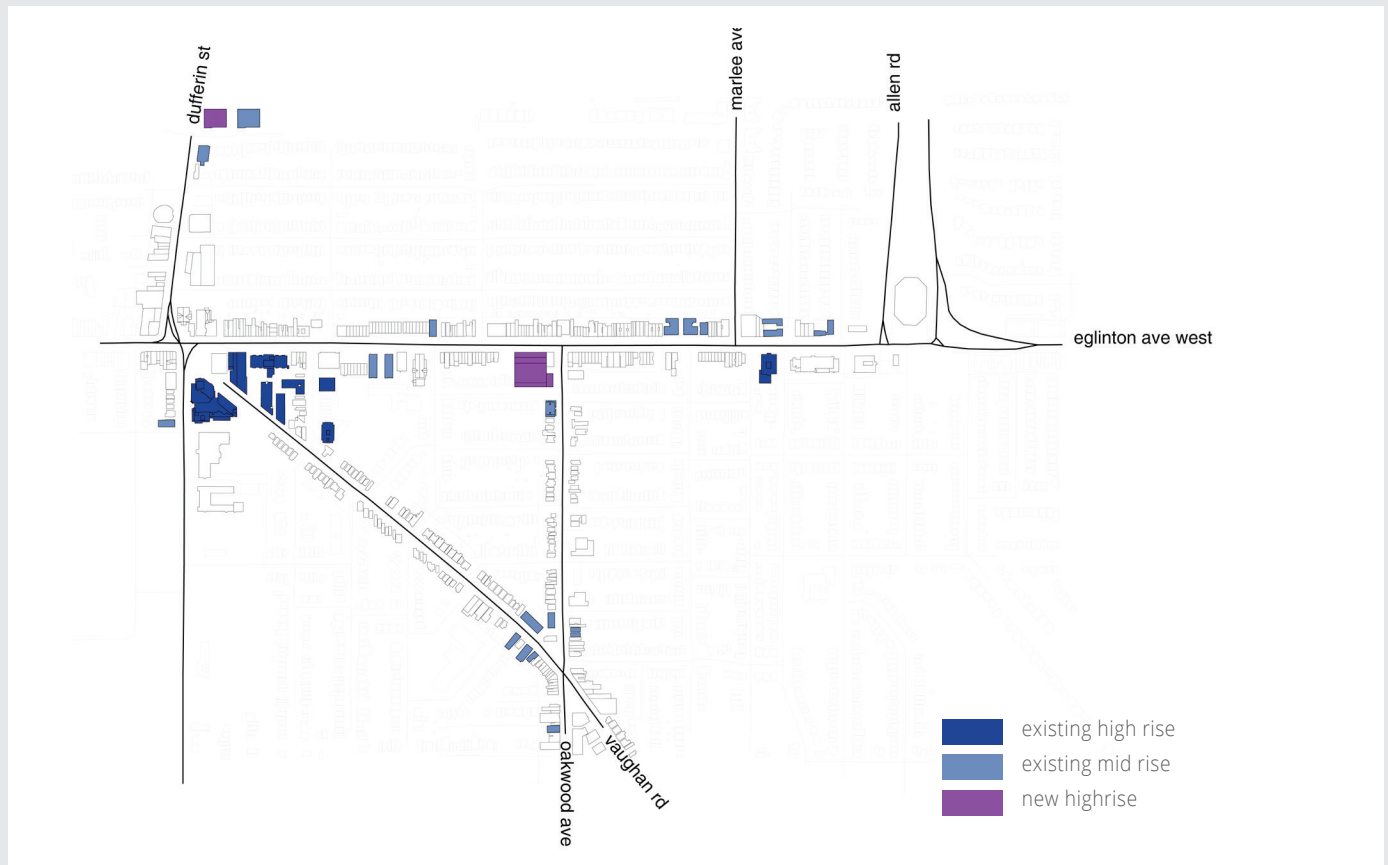 dufferin st
marlee ave
allen rd
eglinton ave west
oakwood ave
vaughan rd
existing high rise
existing mid rise
new highrise